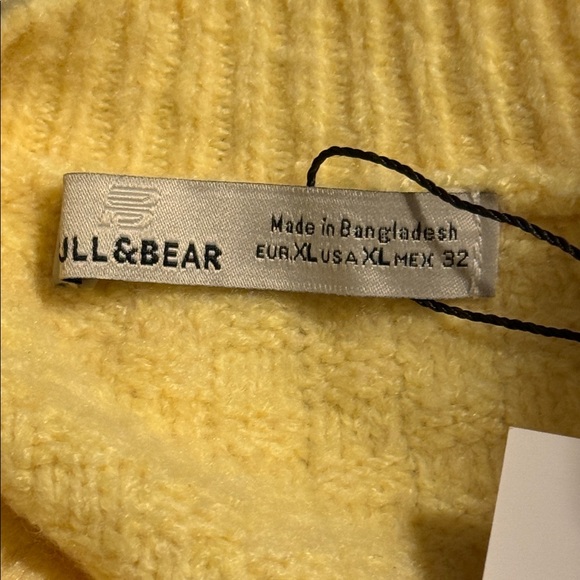 ULL&BEAR
Made in Bangladesh
EUR.XL USA XL MEX 32